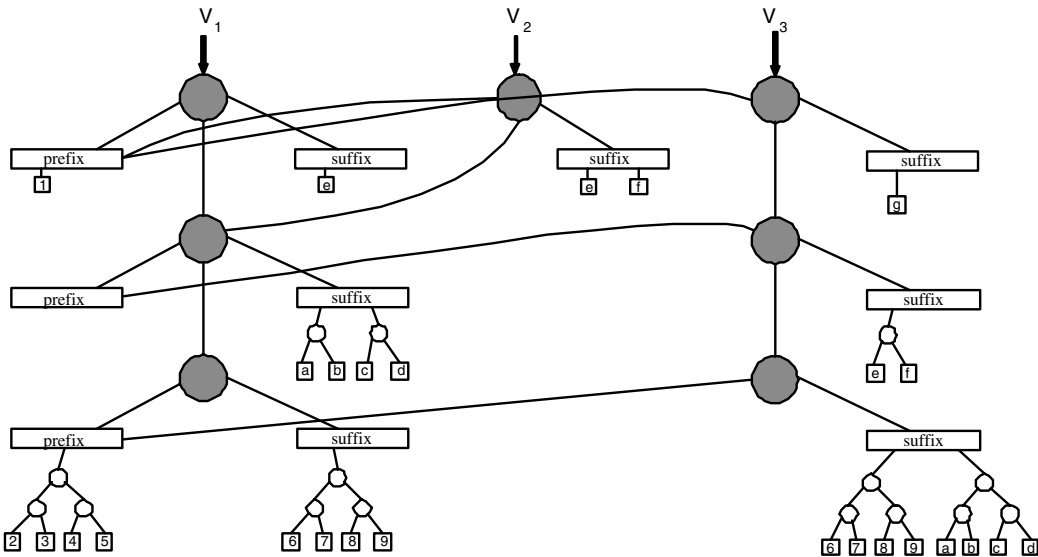 V1 V2 V3
prefix suffix suffix suffix
1 e e f g
prefix suffix suffix
a b c d e f
prefix suffix suffix
2 3 4 5 6 7 8 9 6 7 8 9 a b c d